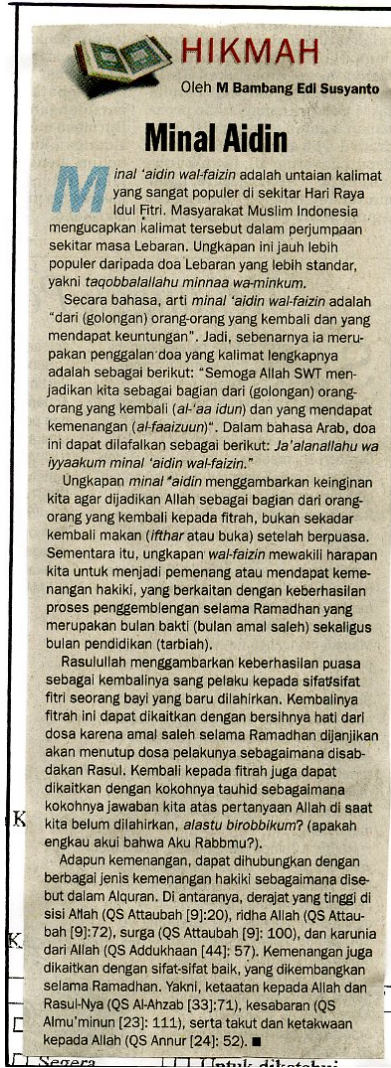 HIKMAH
Oleh M Bambang Edi Susyanto
Minal Aidin
Minal ‘aidin wal-faizin adalah untaian kalimat
yang sangat populer di sekitar Hari Raya
Idul Fitri. Masyarakat Muslim Indonesia
mengucapkan kalimat tersebut dalam perjumpaan
sekitar masa Lebaran. Ungkapan ini jauh lebih
populer daripada doa Lebaran yang lebih standar,
yakni taqobbalallahu minnaa wa-minkum.
Secara bahasa, arti minal ‘aidin wal-faizin adalah
“dari (golongan) orang-orang yang kembali dan yang
mendapat keuntungan”. Jadi, sebenarnya ia meru-
pakan penggalan doa yang kalimat lengkapnya
adalah sebagai berikut: “Semoga Allah SWT men-
jadikan kita sebagai bagian dari (golongan) orang-
orang yang kembali (al-‘aa idun) dan yang mendapat
kemenangan (al-faaizuun)“. Dalam bahasa Arab, doa
ini dapat dilafalkan sebagai berikut: Ja’alanallahu wa
iyyaakum minal ‘aidin wal-faizin.”
Ungkapan minal ‘aidin menggambarkan keinginan
kita agar dijadikan Allah sebagai bagian dari orang-
orang yang kembali kepada fitrah, bukan sekadar
kembali makan (ifthar atau buka) setelah berpuasa.
Sementara itu, ungkapan wal-faizin mewakili harapan
kita untuk menjadi pemenang atau mendapat keme-
nangan hakiki, yang berkaitan dengan keberhasilan
proses penggemblengan selama Ramadhan yang
merupakan bulan bakti (bulan amal saleh) sekaligus
bulan pendidikan (tarbiah).
Rasulullah menggambarkan keberhasilan puasa
sebagai kembalinya sang pelaku kepada sifat-sifat
fitri seorang bayi yang baru dilahirkan. Kembalinya
fitrah ini dapat dikaitkan dengan bersihnya hati dari
dosa karena amal saleh selama Ramadhan dijanjikan
akan menutup dosa pelakunya sebagaimana disab-
dakan Rasul. Kembali kepada fitrah juga dapat
dikaitkan dengan kokohnya tauhid sebagaimana
kokohnya jawaban kita atas pertanyaan Allah di saat
kita belum dilahirkan, alastu birobbikum? (apakah
engkau akui bahwa Aku Rabbmu?).
Adapun kemenangan, dapat dihubungkan dengan
berbagai jenis kemenangan hakiki sebagaimana dise-
but dalam Alquran. Di antaranya, derajat yang tinggi di
sisi Allah (QS Attaubah [9]:20), ridha Allah (QS Attau-
bah [9]:72), surga (QS Attaubah [9]: 100), dan karunia
dari Allah (QS Addukhaan [44]: 57). Kemenangan juga
dikaitkan dengan sifat-sifat baik, yang dikembangkan
selama Ramadhan. Yakni, ketaatan kepada Allah dan
Rasul-Nya (QS Al-Ahzab [33]:71), kesabaran (QS
Almu’minun [23]: 111), serta takut dan ketakwaan
kepada Allah (QS Annur [24]: 52). ■
K
K
Segera
Untuk diketahui